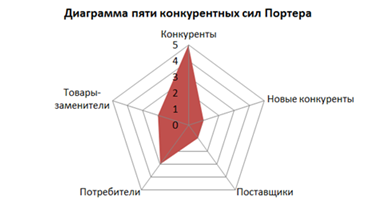 Диаграмма пяти конкурентных сил Портера
Конкуренты
5
4
3
2
1
0
Новые конкуренты
Поставщики
Потребители
Товары-
заменители